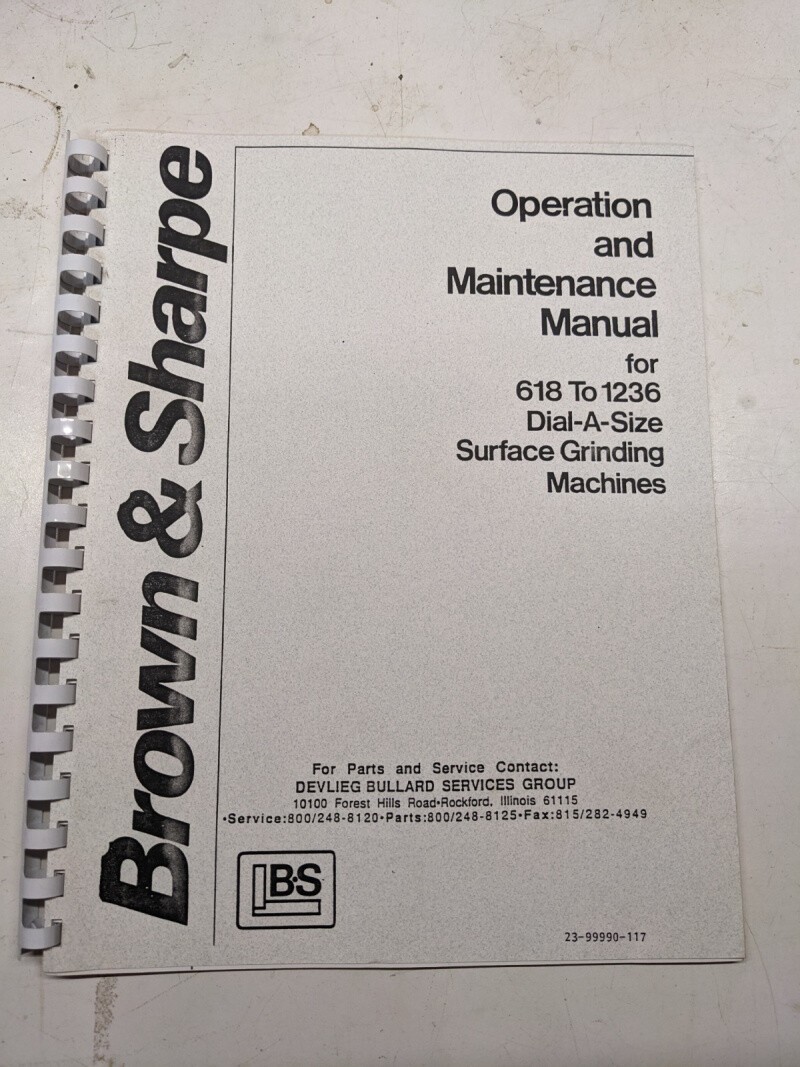 Brown & Sharpe
Operation
and
Maintenance
Manual
for
618 To 1236
Dial-A-Size
Surface Grinding
Machines
For Parts and Service Contact:
DEVLIEG BULLARD SERVICES GROUP
10100 Forest Hills Road•Rockford, Illinois 61115
•Service:800/248-8120•Parts:800/248-8125•Fax:815/282-4949
B·S
23-99990-117